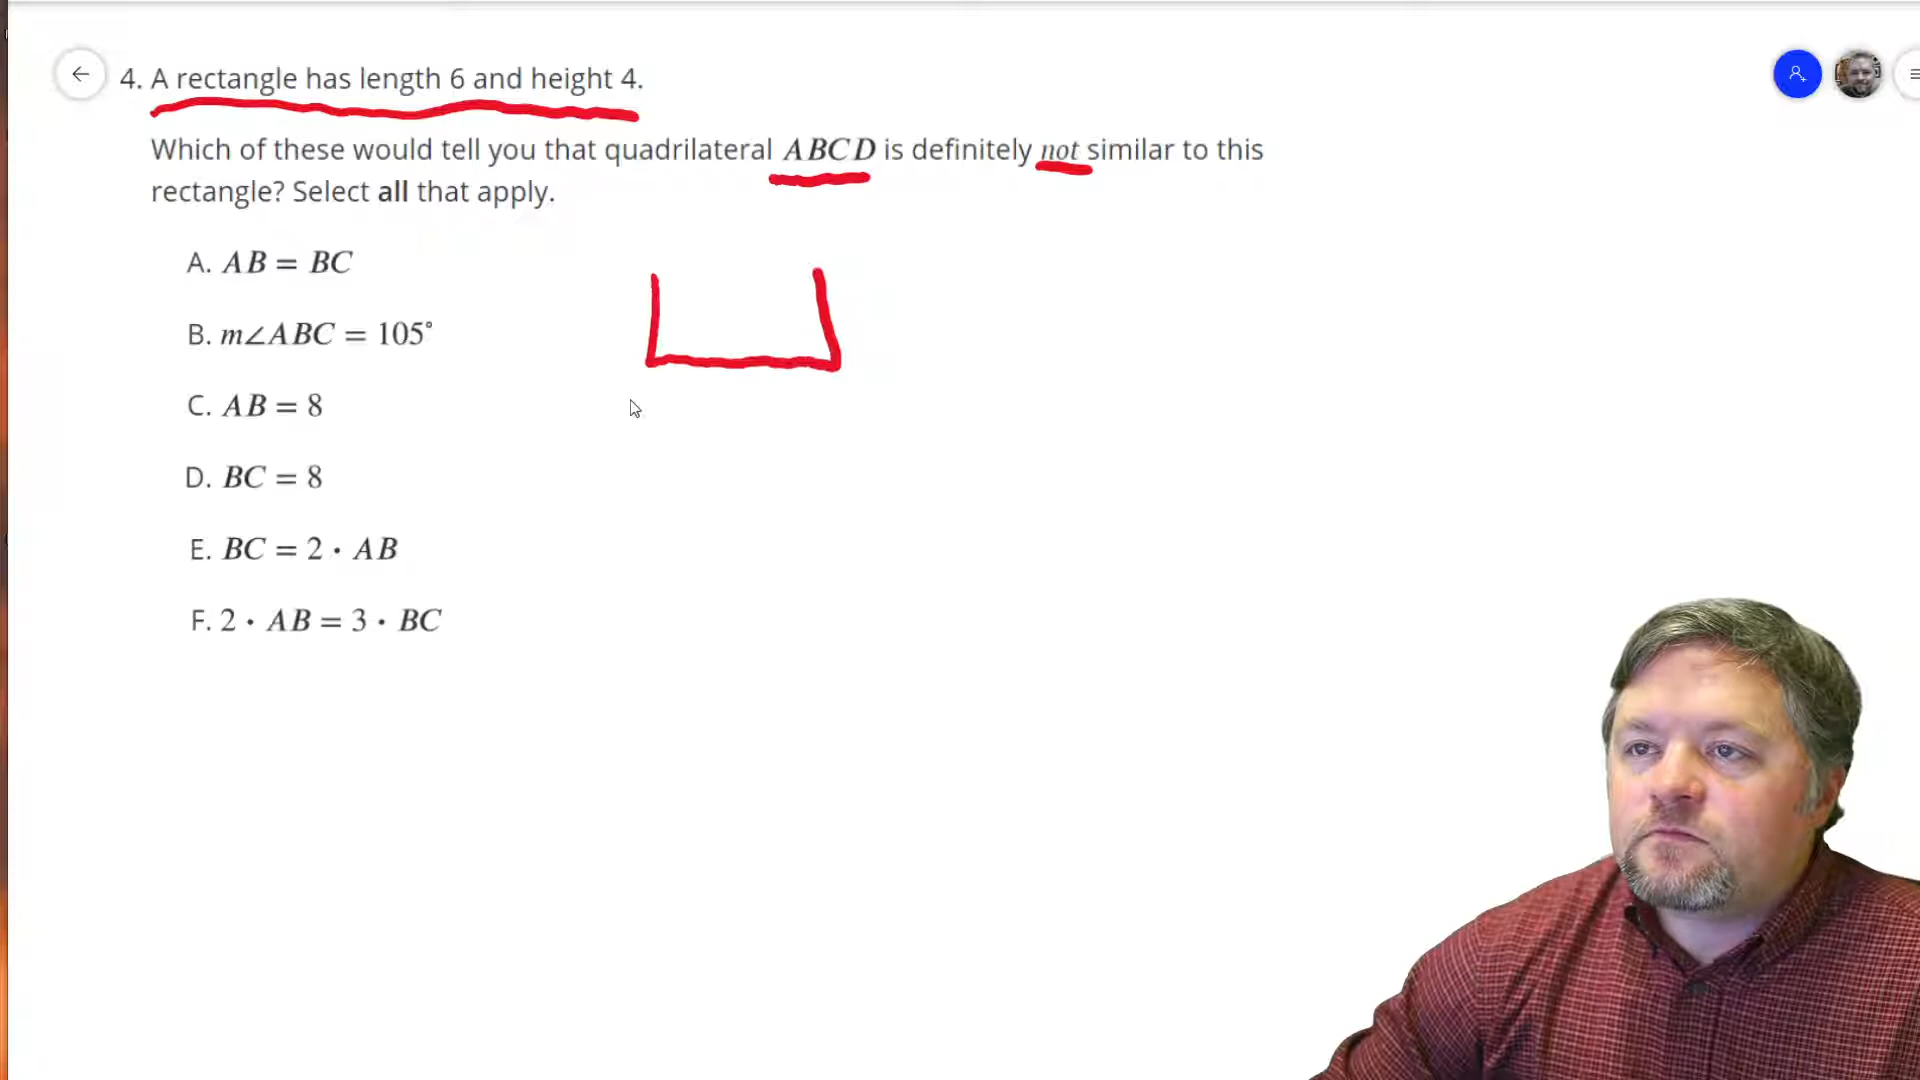 4. A rectangle has length 6 and height 4.
Which of these would tell you that quadrilateral ABCD is definitely not similar to this
rectangle? Select all that apply.
A. AB = BC
B. m∠ABC = 105°
C. AB = 8
D. BC = 8
E. BC = 2 · AB
F. 2 · AB = 3 · BC